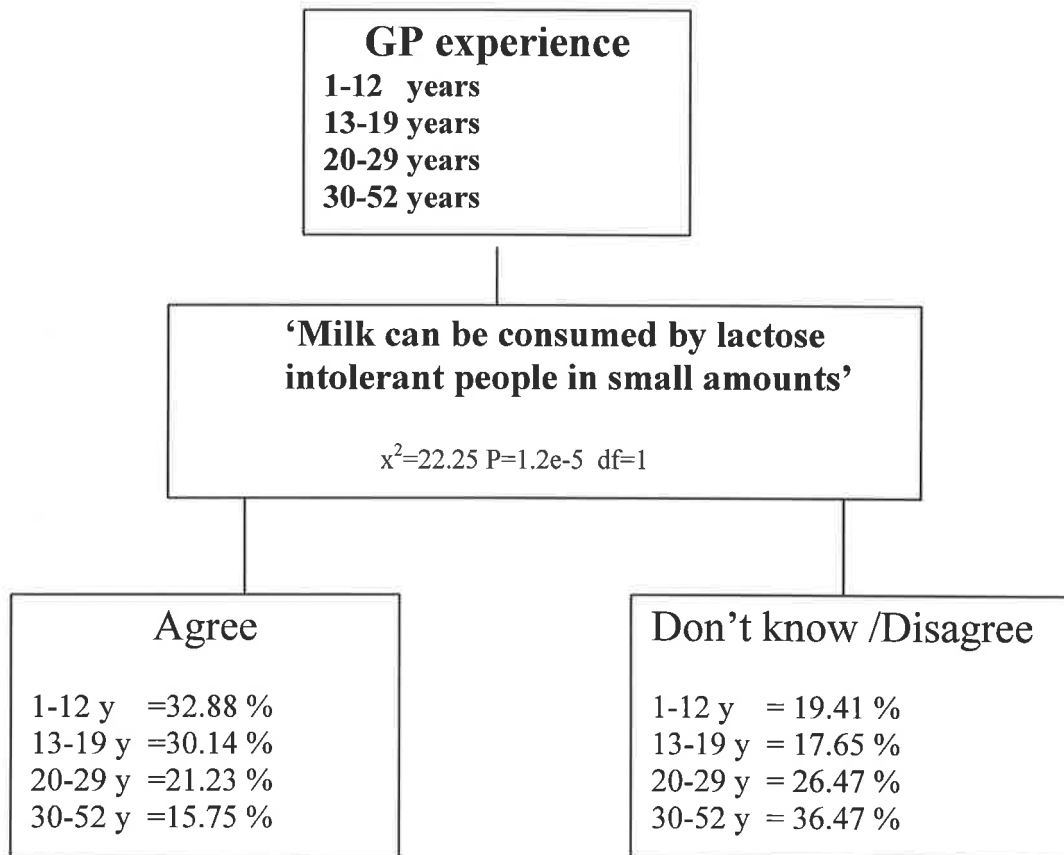 GP experience
1-12 years
13-19 years
20-29 years
30-52 years
‘Milk can be consumed by lactose
intolerant people in small amounts’
x²=22.25 P=1.2e-5 df=1
Agree
1-12 y =32.88 %
13-19 y =30.14 %
20-29 y =21.23 %
30-52 y =15.75 %
Don’t know /Disagree
1-12 y = 19.41 %
13-19 y = 17.65 %
20-29 y = 26.47 %
30-52 y = 36.47 %